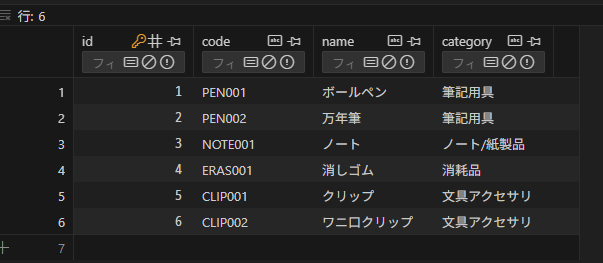 行: 6
id code name category
フィ フィ フィ フィ
1 1 PEN001 ボールペン 筆記用具
2 2 PEN002 万年筆 筆記用具
3 3 NOTE001 ノート ノート/紙製品
4 4 ERAS001 消しゴム 消耗品
5 5 CLIP001 クリップ 文具アクセサリ
6 6 CLIP002 ワニ口クリップ 文具アクセサリ
7